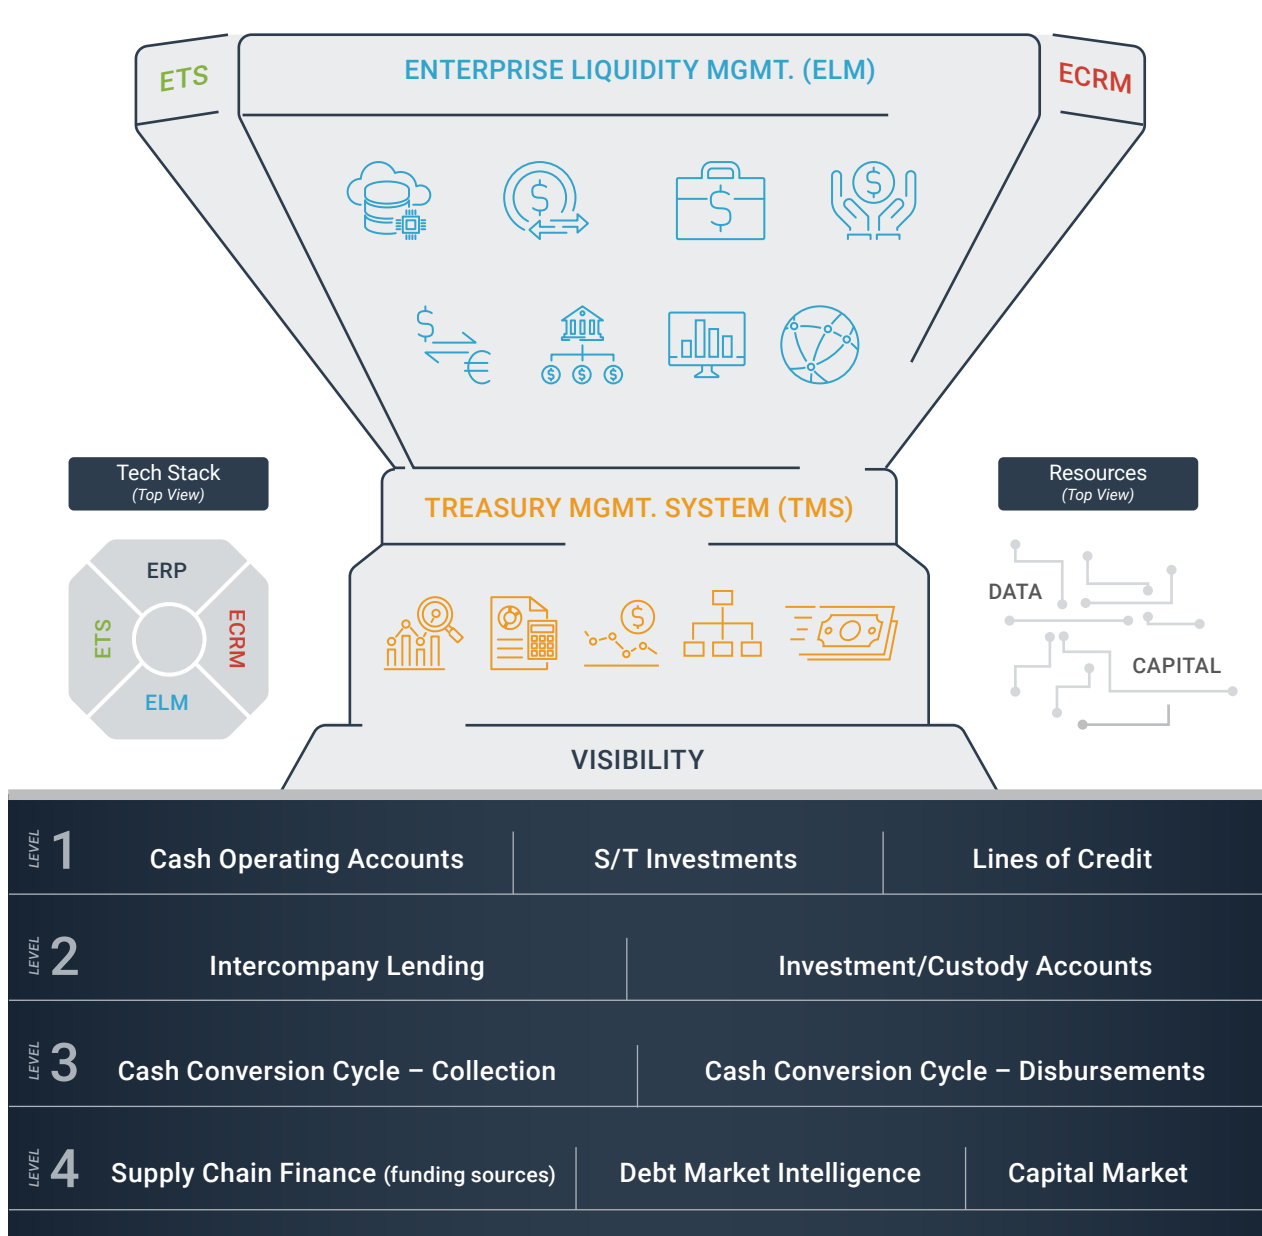 ETS
ENTERPRISE LIQUIDITY MGMT. (ELM)
ECRM
Tech Stack
(Top View)
TREASURY MGMT. SYSTEM (TMS)
Resources
(Top View)
ERP
ETS
ECRM
ELM
DATA
CAPITAL
VISIBILITY
LEVEL 1
Cash Operating Accounts
S/T Investments
Lines of Credit
LEVEL 2
Intercompany Lending
Investment/Custody Accounts
LEVEL 3
Cash Conversion Cycle – Collection
Cash Conversion Cycle – Disbursements
LEVEL 4
Supply Chain Finance (funding sources)
Debt Market Intelligence
Capital Market